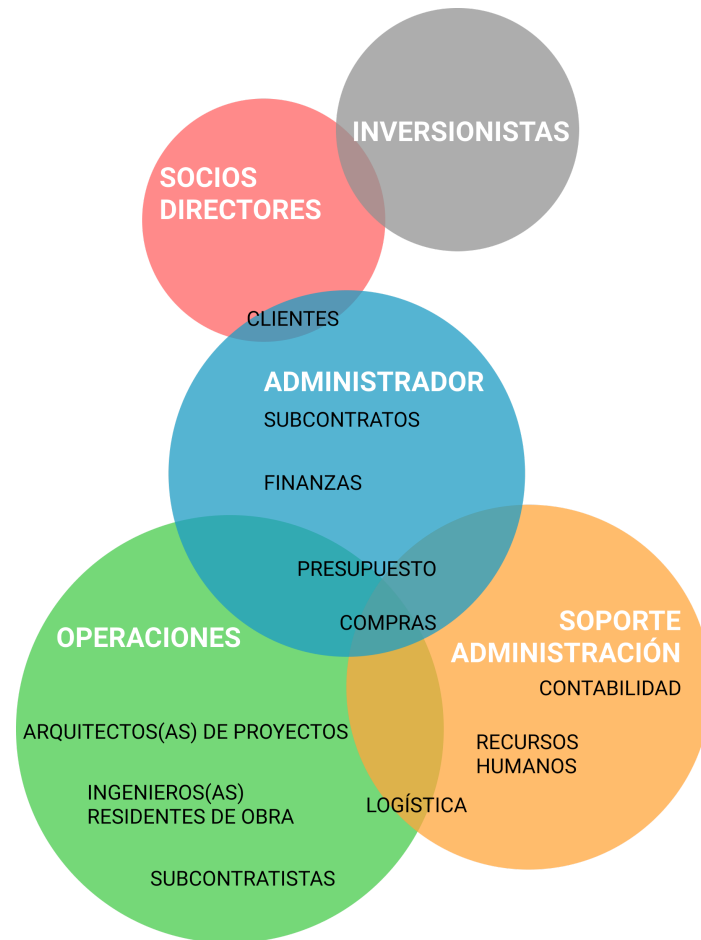 INVERSIONISTAS
SOCIOS
DIRECTORES
CLIENTES
ADMINISTRADOR
SUBCONTRATOS
FINANZAS
PRESUPUESTO
COMPRAS
OPERACIONES
ARQUITECTOS(AS) DE PROYECTOS
INGENIEROS(AS)
RESIDENTES DE OBRA
SUBCONTRATISTAS
SOPORTE
ADMINISTRACIÓN
CONTABILIDAD
RECURSOS
HUMANOS
LOGÍSTICA